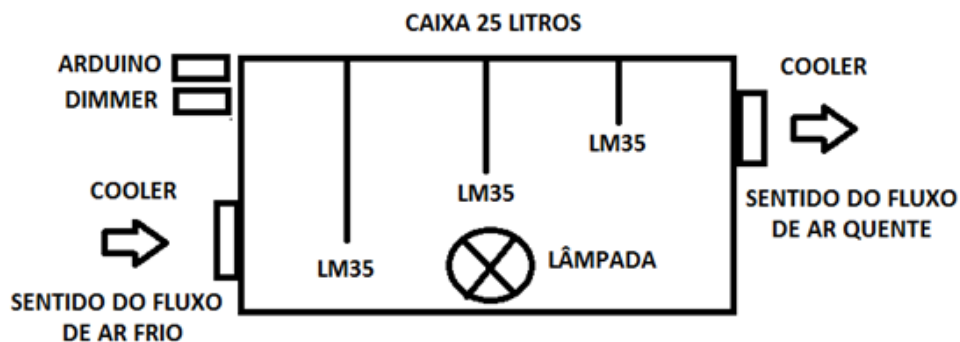 CAIXA 25 LITROS
ARDUINO
DIMMER
COOLER
LM35
COOLER
LM35
SENTIDO DO FLUXO
DE AR QUENTE
LM35
LÂMPADA
SENTIDO DO FLUXO
DE AR FRIO